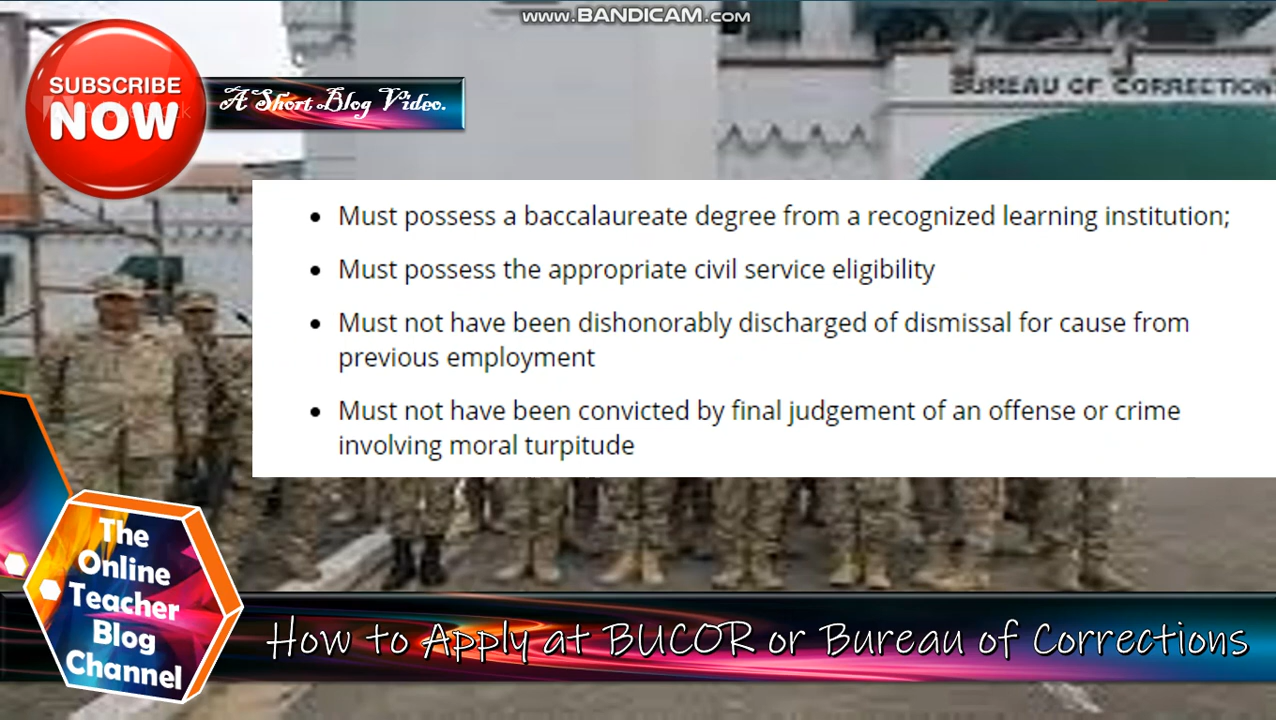 www.BANDICAM.com
SUBSCRIBE
NOW
A Short Blog Video.
BUREAU OF CORRECTION
• Must possess a baccalaureate degree from a recognized learning institution;
• Must possess the appropriate civil service eligibility
• Must not have been dishonorably discharged of dismissal for cause from
previous employment
• Must not have been convicted by final judgement of an offense or crime
involving moral turpitude
The
Online
Teacher
Blog
Channel
How to Apply at BUCOR or Bureau of Corrections